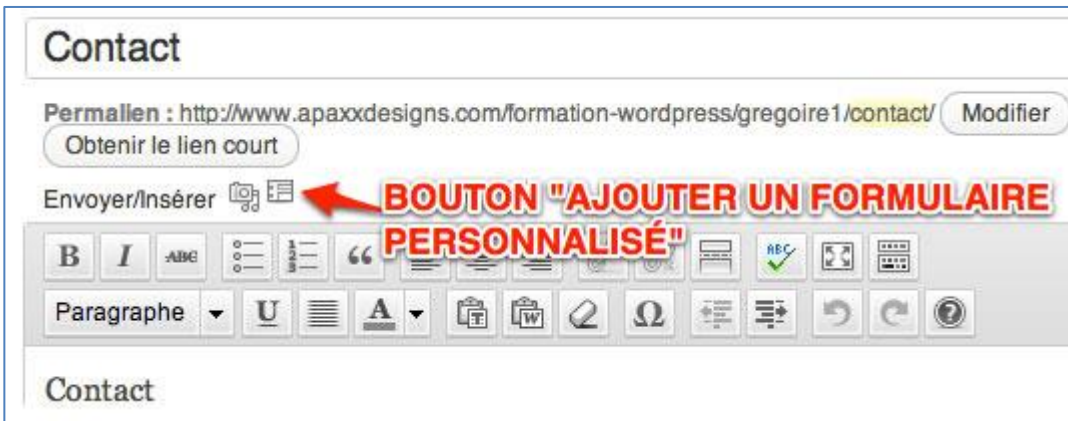 Contact
Permalien : http://www.apaxxdesigns.com/formation-wordpress/gregoire1/contact/ Modifier
Obtenir le lien court
Envoyer/Insérer
BOUTON "AJOUTER UN FORMULAIRE
PERSONNALISÉ"
B I ABC ABC
Paragraphe U A T W Ω
Contact